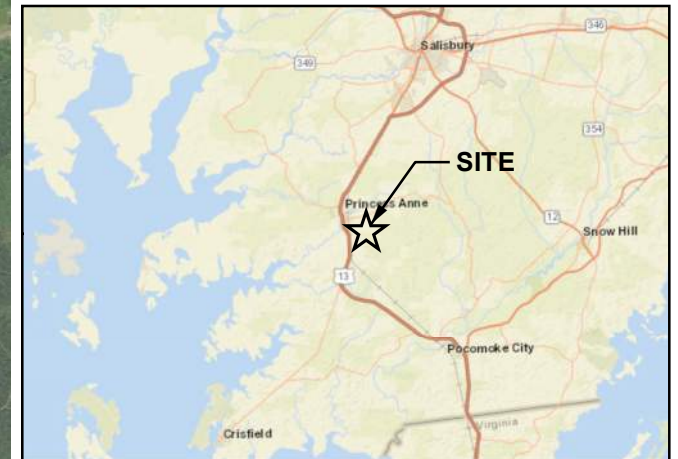 346
Salisbury
349
354
SITE
Princess Anne
12
Snow Hill
13
Pocomoke City
Virginia
Crisfield